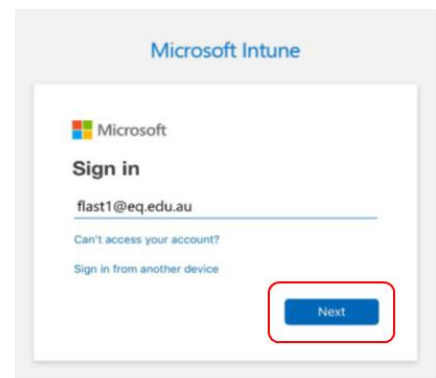 Microsoft Intune
Microsoft
Sign in
flast1@eq.edu.au
Can't access your account?
Sign in from another device
Next